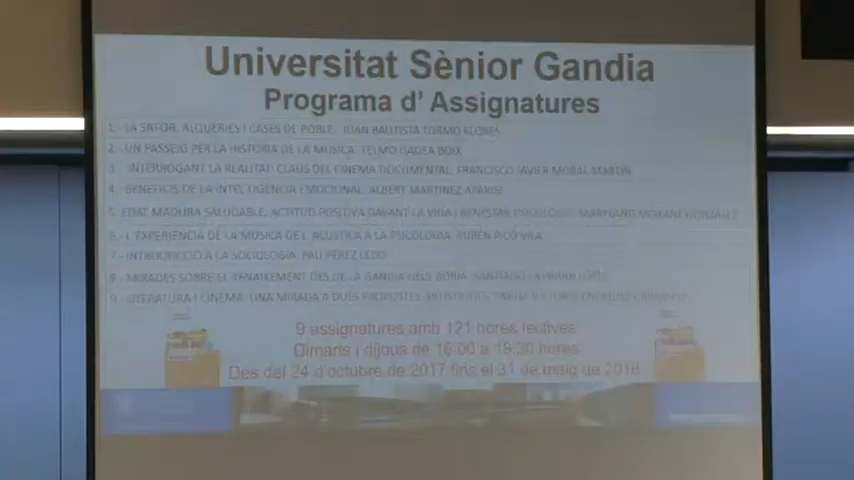 Universitat Sènior Gandia
Programa d' Assignatures
1.- LA SAFOR: ALQUERIES I CASES DE POBLE. JUAN BAUTISTA TORMO FLORES
2.- UN PASSEIG PER LA HISTÒRIA DE LA MÚSICA. TELMO GADEA BOIX
3.- INTERROGANT LA REALITAT: CLAUS DEL CINEMA DOCUMENTAL. FRANCISCO JAVIER MORAL MARTÍN
4.- BENEFICIS DE LA INTEL·LIGÈNCIA EMOCIONAL. ALBERT MARTÍNEZ APARISI
5. EDAT MADURA SALUDABLE. ACTITUD POSITIVA DAVANT LA VIDA I BENESTAR
6.- L'EXPERIÈNCIA DE LA MÚSICA DE L'ACÚSTICA A LA PSICOLOGIA. RUBÉN PICÓ VILA
7.- INTRODUCCIÓ A LA SOCIOLOGIA. PAU PÉREZ LEDO
8.- MIRADES SOBRE EL RENAIXEMENT DES DE LA GANDIA DELS BORJA. SANTIAGO
9.- LITERATURA I CINEMA. UNA MIRADA A DUES PROPOSTES ARTÍSTIQUES.
9 assignatures amb 121 hores lectives
Dimarts i dijous de 16:00 a 19:30 hores
Des del 24 d'octubre de 2017 fins el 31 de maig de 2018